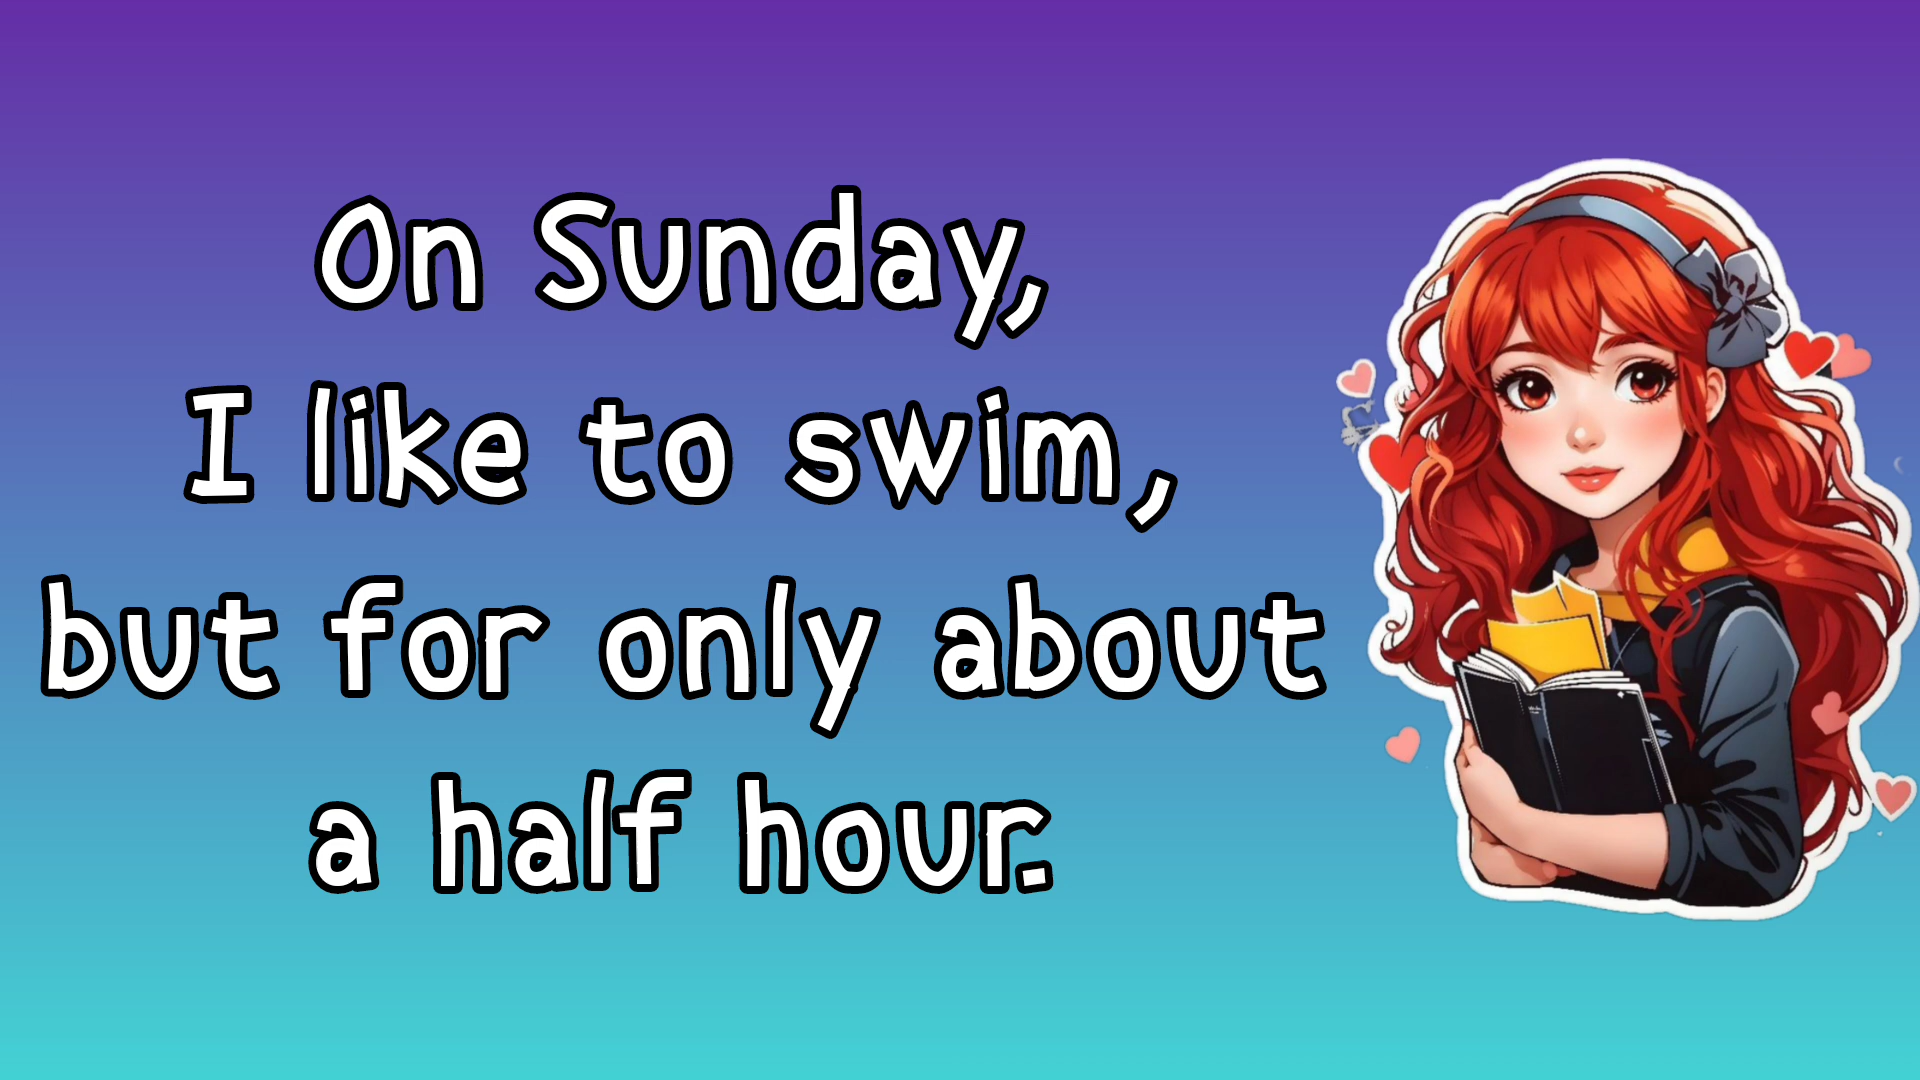 On Sunday,
I like to swim,
but for only about
a half hour.